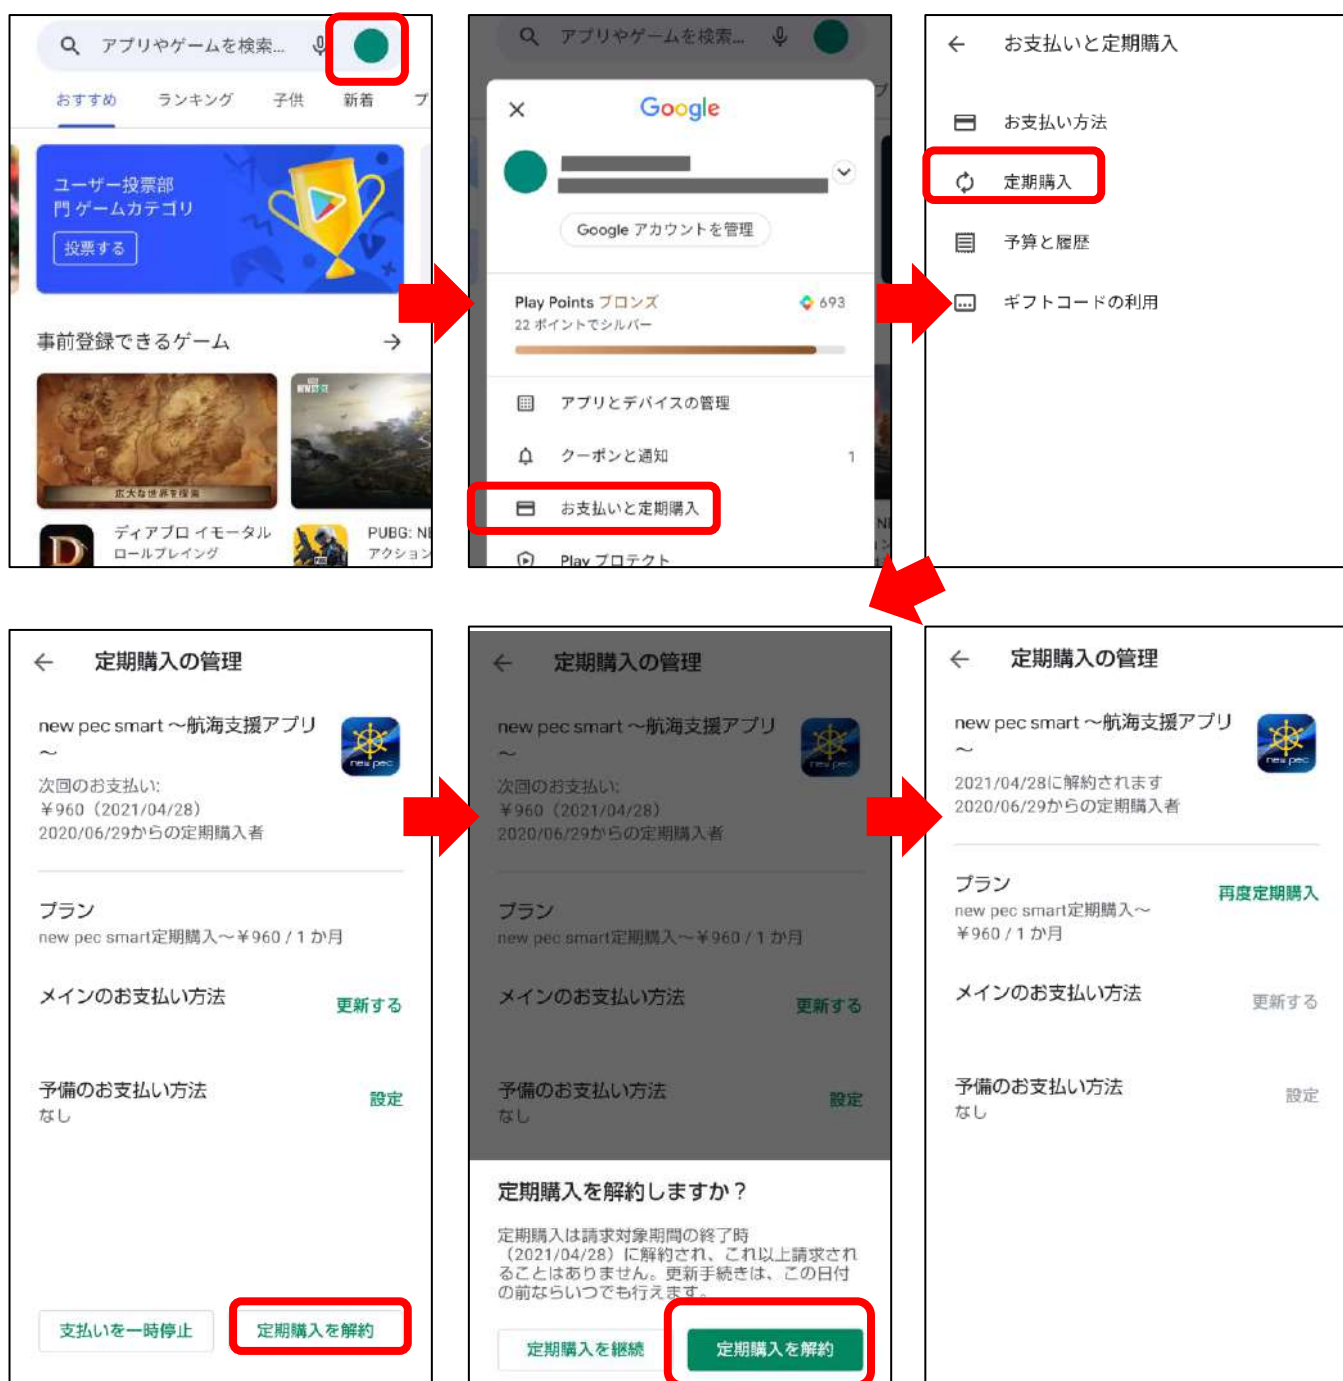 アプリやゲームを検索...
おすすめ ランキング 子供 新着 プ
ユーザー投票部
門 ゲームカテゴリ
投票する
事前登録できるゲーム
広大な世界を探索
ディアブロ イモータル
ロールプレイング
PUBG: NE
アクション
アプリやゲームを検索...
Google
Google アカウントを管理
Play Points ブロンズ 693
22 ポイントでシルバー
アプリとデバイスの管理
クーポンと通知 1
お支払いと定期購入
Play プロテクト
お支払いと定期購入
お支払い方法
定期購入
予算と履歴
ギフトコードの利用
定期購入の管理
new pec smart ～航海支援アプリ
～
new pec
次回のお支払い:
￥960（2021/04/28）
2020/06/29からの定期購入者
プラン
new pec smart定期購入～￥960 / 1 か月
メインのお支払い方法
更新する
予備のお支払い方法
設定
なし
支払いを一時停止 定期購入を解約
定期購入の管理
new pec smart ～航海支援アプリ
～
new pec
次回のお支払い:
￥960（2021/04/28）
2020/06/29からの定期購入者
プラン
new pec smart定期購入～￥960 / 1 か月
メインのお支払い方法
更新する
予備のお支払い方法
設定
なし
定期購入を解約しますか？
定期購入は請求対象期間の終了時
（2021/04/28）に解約され、これ以上請求され
ることはありません。更新手続きは、この日付
の前ならいつでも行えます。
定期購入を継続 定期購入を解約
定期購入の管理
new pec smart ～航海支援アプリ
～
new pec
2021/04/28に解約されます
2020/06/29からの定期購入者
プラン
再度定期購入
new pec smart定期購入～
￥960 / 1 か月
メインのお支払い方法
更新する
予備のお支払い方法
設定
なし